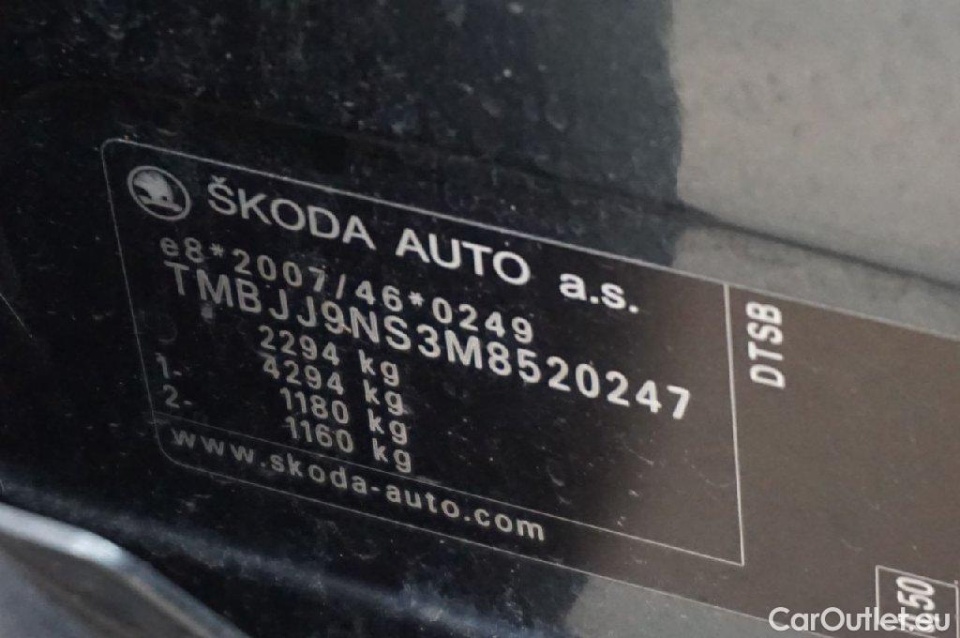 ŠKODA AUTO a.s.
e8*2007/46*0249
TMBJJ9NS3M8520247
2294 kg
4294 kg
1- 1180 kg
2- 1160 kg
www.skoda-auto.com
DTSB
CarOutlet.eu